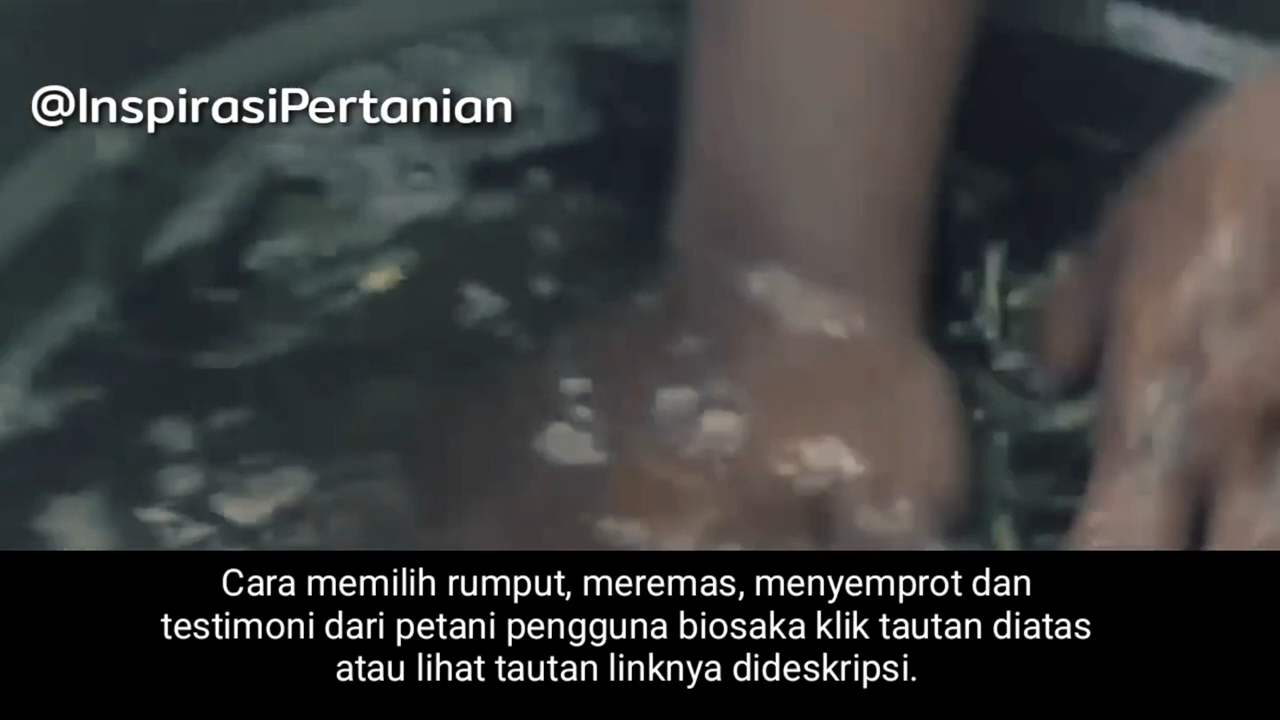 @InspirasiPertanian
Cara memilih rumput, meremas, menyemprot dan
testimoni dari petani pengguna biosaka klik tautan diatas
atau lihat tautan linknya dideskripsi.